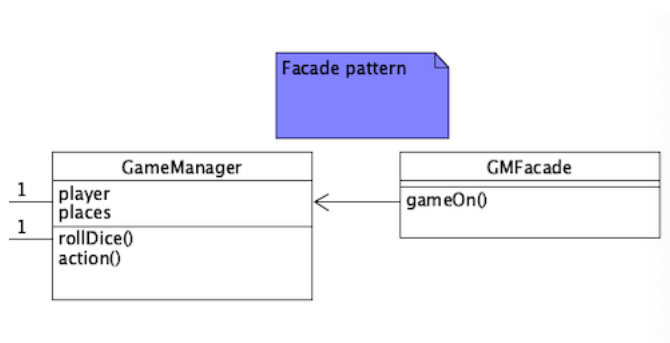 Facade pattern
GameManager
GMFacade
1
player
places
gameOn()
1
rollDice()
action()